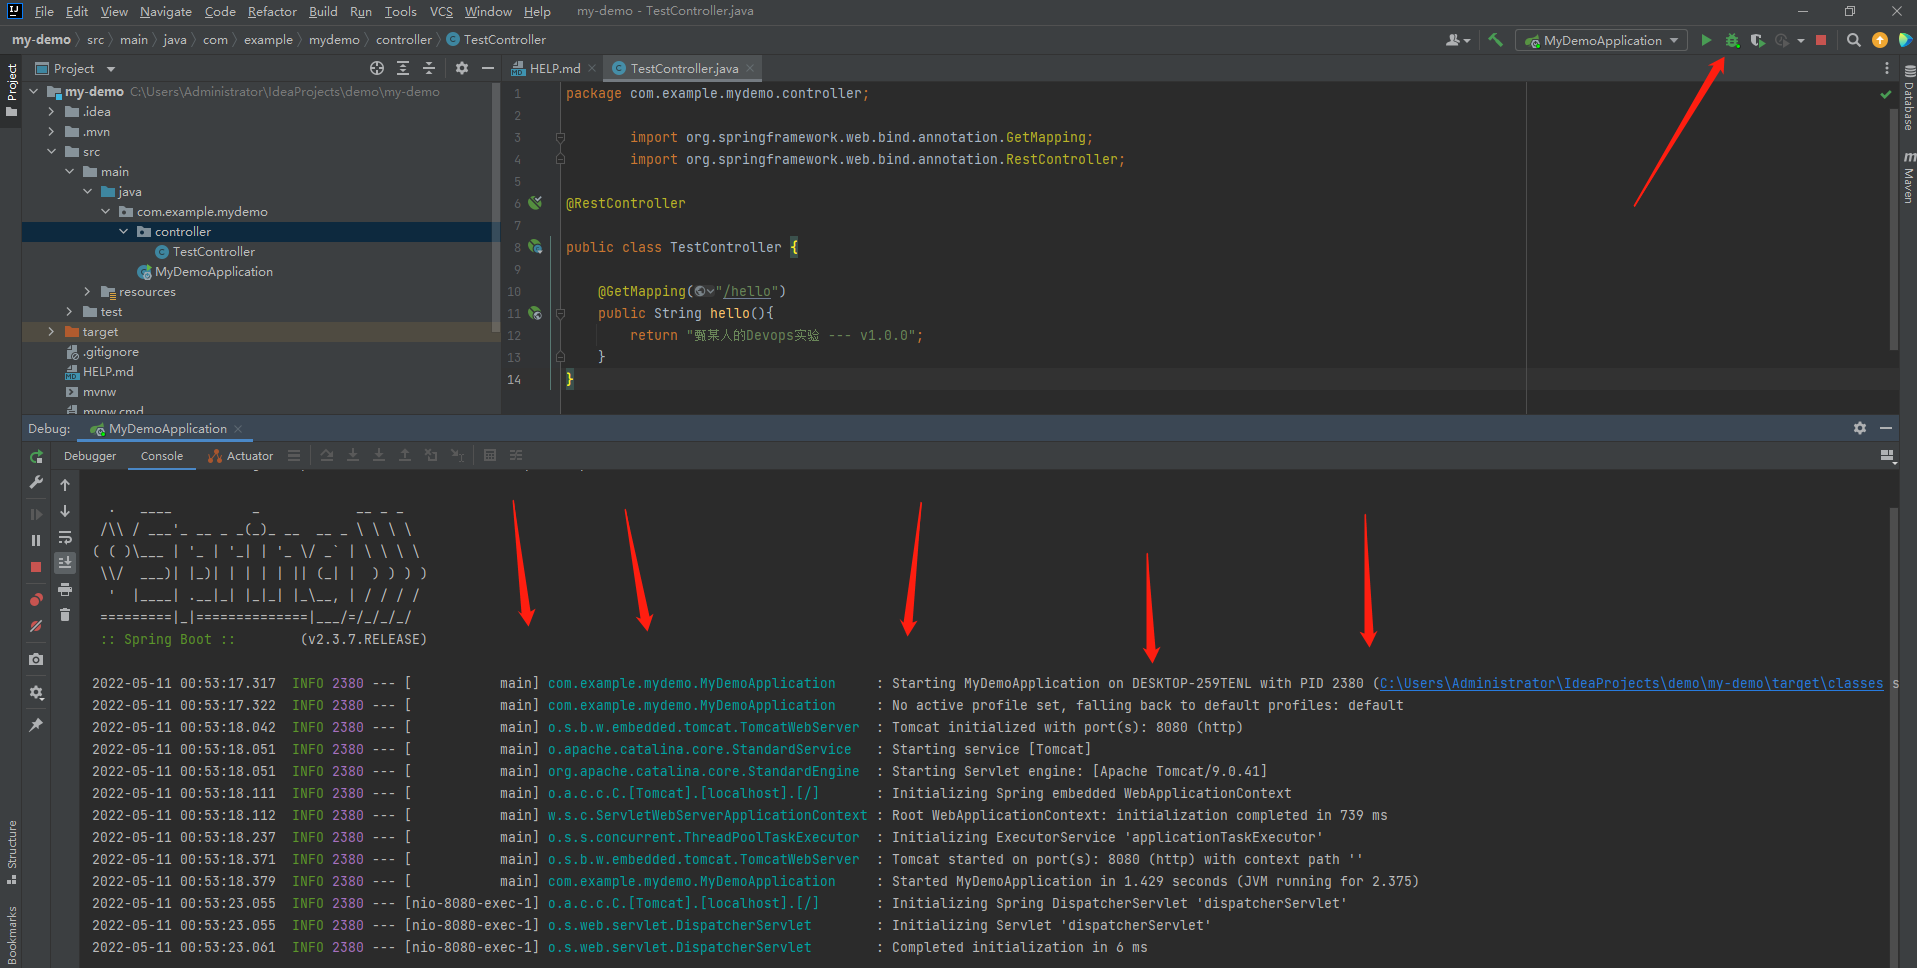 File Edit View Navigate Code Refactor Build Run Tools VCS Window Help my-demo - TestController.java
my-demo src main java com example mydemo controller TestController
MyDemoApplication
Project
Project
HELP.md
TestController.java
my-demo C:\Users\Administrator\IdeaProjects\demo\my-demo
.idea
.mvn
src
main
java
com.example.mydemo
controller
TestController
MyDemoApplication
resources
test
target
.gitignore
HELP.md
mvnw
mvnw.cmd
1 package com.example.mydemo.controller;
2
3 import org.springframework.web.bind.annotation.GetMapping;
4 import org.springframework.web.bind.annotation.RestController;
5
6 @RestController
7
8 public class TestController {
9
10 @GetMapping("/hello")
11 public String hello(){
12 return "甄某人的Devops实验 --- v1.0.0";
13 }
14 }
Database
Maven
Debug: MyDemoApplication
Debugger Console Actuator
:: Spring Boot :: (v2.3.7.RELEASE)
2022-05-11 00:53:17.317 INFO 2380 --- [ main] com.example.mydemo.MyDemoApplication : Starting MyDemoApplication on DESKTOP-259TENL with PID 2380 (C:\Users\Administrator\IdeaProjects\demo\my-demo\target\classes s
2022-05-11 00:53:17.322 INFO 2380 --- [ main] com.example.mydemo.MyDemoApplication : No active profile set, falling back to default profiles: default
2022-05-11 00:53:18.042 INFO 2380 --- [ main] o.s.b.w.embedded.tomcat.TomcatWebServer : Tomcat initialized with port(s): 8080 (http)
2022-05-11 00:53:18.051 INFO 2380 --- [ main] o.apache.catalina.core.StandardService : Starting service [Tomcat]
2022-05-11 00:53:18.051 INFO 2380 --- [ main] org.apache.catalina.core.StandardEngine : Starting Servlet engine: [Apache Tomcat/9.0.41]
2022-05-11 00:53:18.111 INFO 2380 --- [ main] o.a.c.c.C.[Tomcat].[localhost].[/] : Initializing Spring embedded WebApplicationContext
2022-05-11 00:53:18.112 INFO 2380 --- [ main] w.s.c.ServletWebServerApplicationContext : Root WebApplicationContext: initialization completed in 739 ms
2022-05-11 00:53:18.237 INFO 2380 --- [ main] o.s.s.concurrent.ThreadPoolTaskExecutor : Initializing ExecutorService 'applicationTaskExecutor'
2022-05-11 00:53:18.371 INFO 2380 --- [ main] o.s.b.w.embedded.tomcat.TomcatWebServer : Tomcat started on port(s): 8080 (http) with context path ''
2022-05-11 00:53:18.379 INFO 2380 --- [ main] com.example.mydemo.MyDemoApplication : Started MyDemoApplication in 1.429 seconds (JVM running for 2.375)
2022-05-11 00:53:23.055 INFO 2380 --- [nio-8080-exec-1] o.a.c.c.C.[Tomcat].[localhost].[/] : Initializing Spring DispatcherServlet 'dispatcherServlet'
2022-05-11 00:53:23.055 INFO 2380 --- [nio-8080-exec-1] o.s.web.servlet.DispatcherServlet : Initializing Servlet 'dispatcherServlet'
2022-05-11 00:53:23.061 INFO 2380 --- [nio-8080-exec-1] o.s.web.servlet.DispatcherServlet : Completed initialization in 6 ms
Structure
Bookmarks